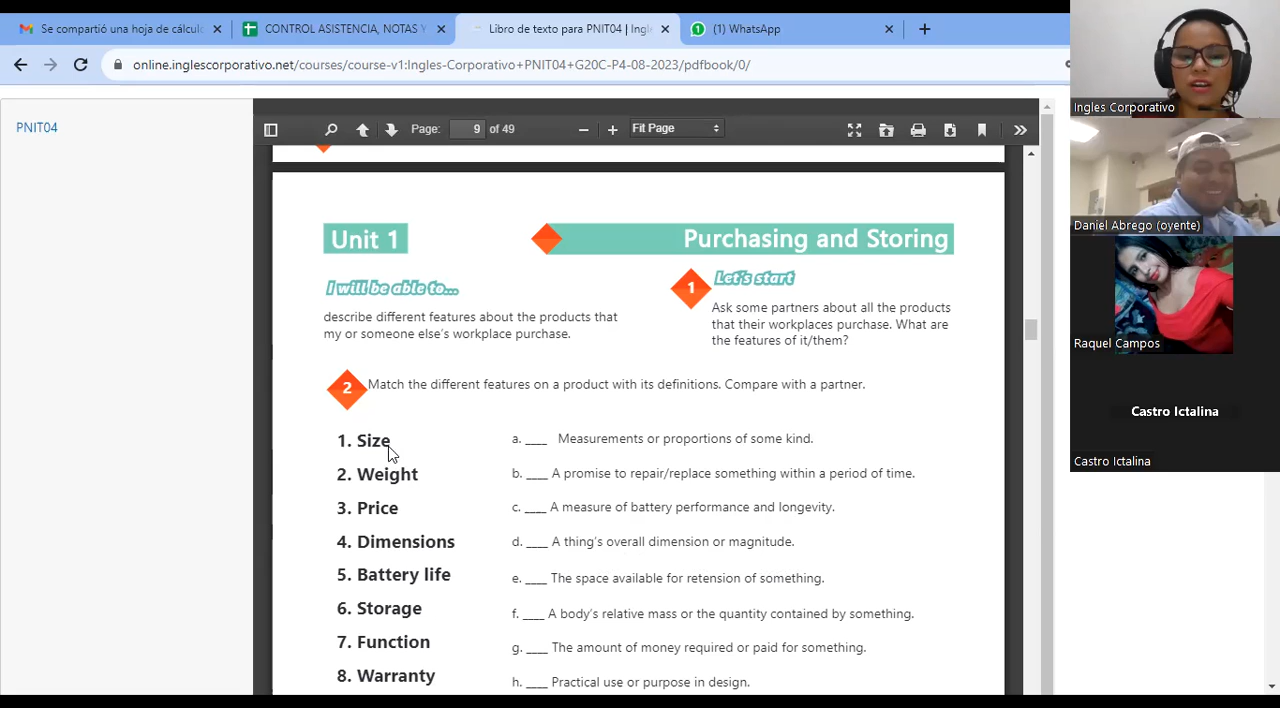 Se compartió una hoja de cálcul
CONTROL ASISTENCIA, NOTAS Y
Libro de texto para PNIT04 | Ingle
(1) WhatsApp
online.inglescorporativo.net/courses/course-v1:Ingles-Corporativo+PNIT04+G20C-P4-08-2023/pdfbook/0/
PNIT04
Page: 9 of 49
Fit Page
Unit 1
Purchasing and Storing
I will be able to...
describe different features about the products that
my or someone else's workplace purchase.
1
Let's start
Ask some partners about all the products
that their workplaces purchase. What are
the features of it/them?
2
Match the different features on a product with its definitions. Compare with a partner.
1. Size
a. ____ Measurements or proportions of some kind.
2. Weight
b. ____ A promise to repair/replace something within a period of time.
3. Price
c. ____ A measure of battery performance and longevity.
4. Dimensions
d. ____ A thing's overall dimension or magnitude.
5. Battery life
e. ____ The space available for retention of something.
6. Storage
f. ____ A body's relative mass or the quantity contained by something.
7. Function
g. ____ The amount of money required or paid for something.
8. Warranty
h. ____ Practical use or purpose in design.
Ingles Corporativo
Daniel Abrego (oyente)
Raquel Campos
Castro Ictalina
Castro Ictalina